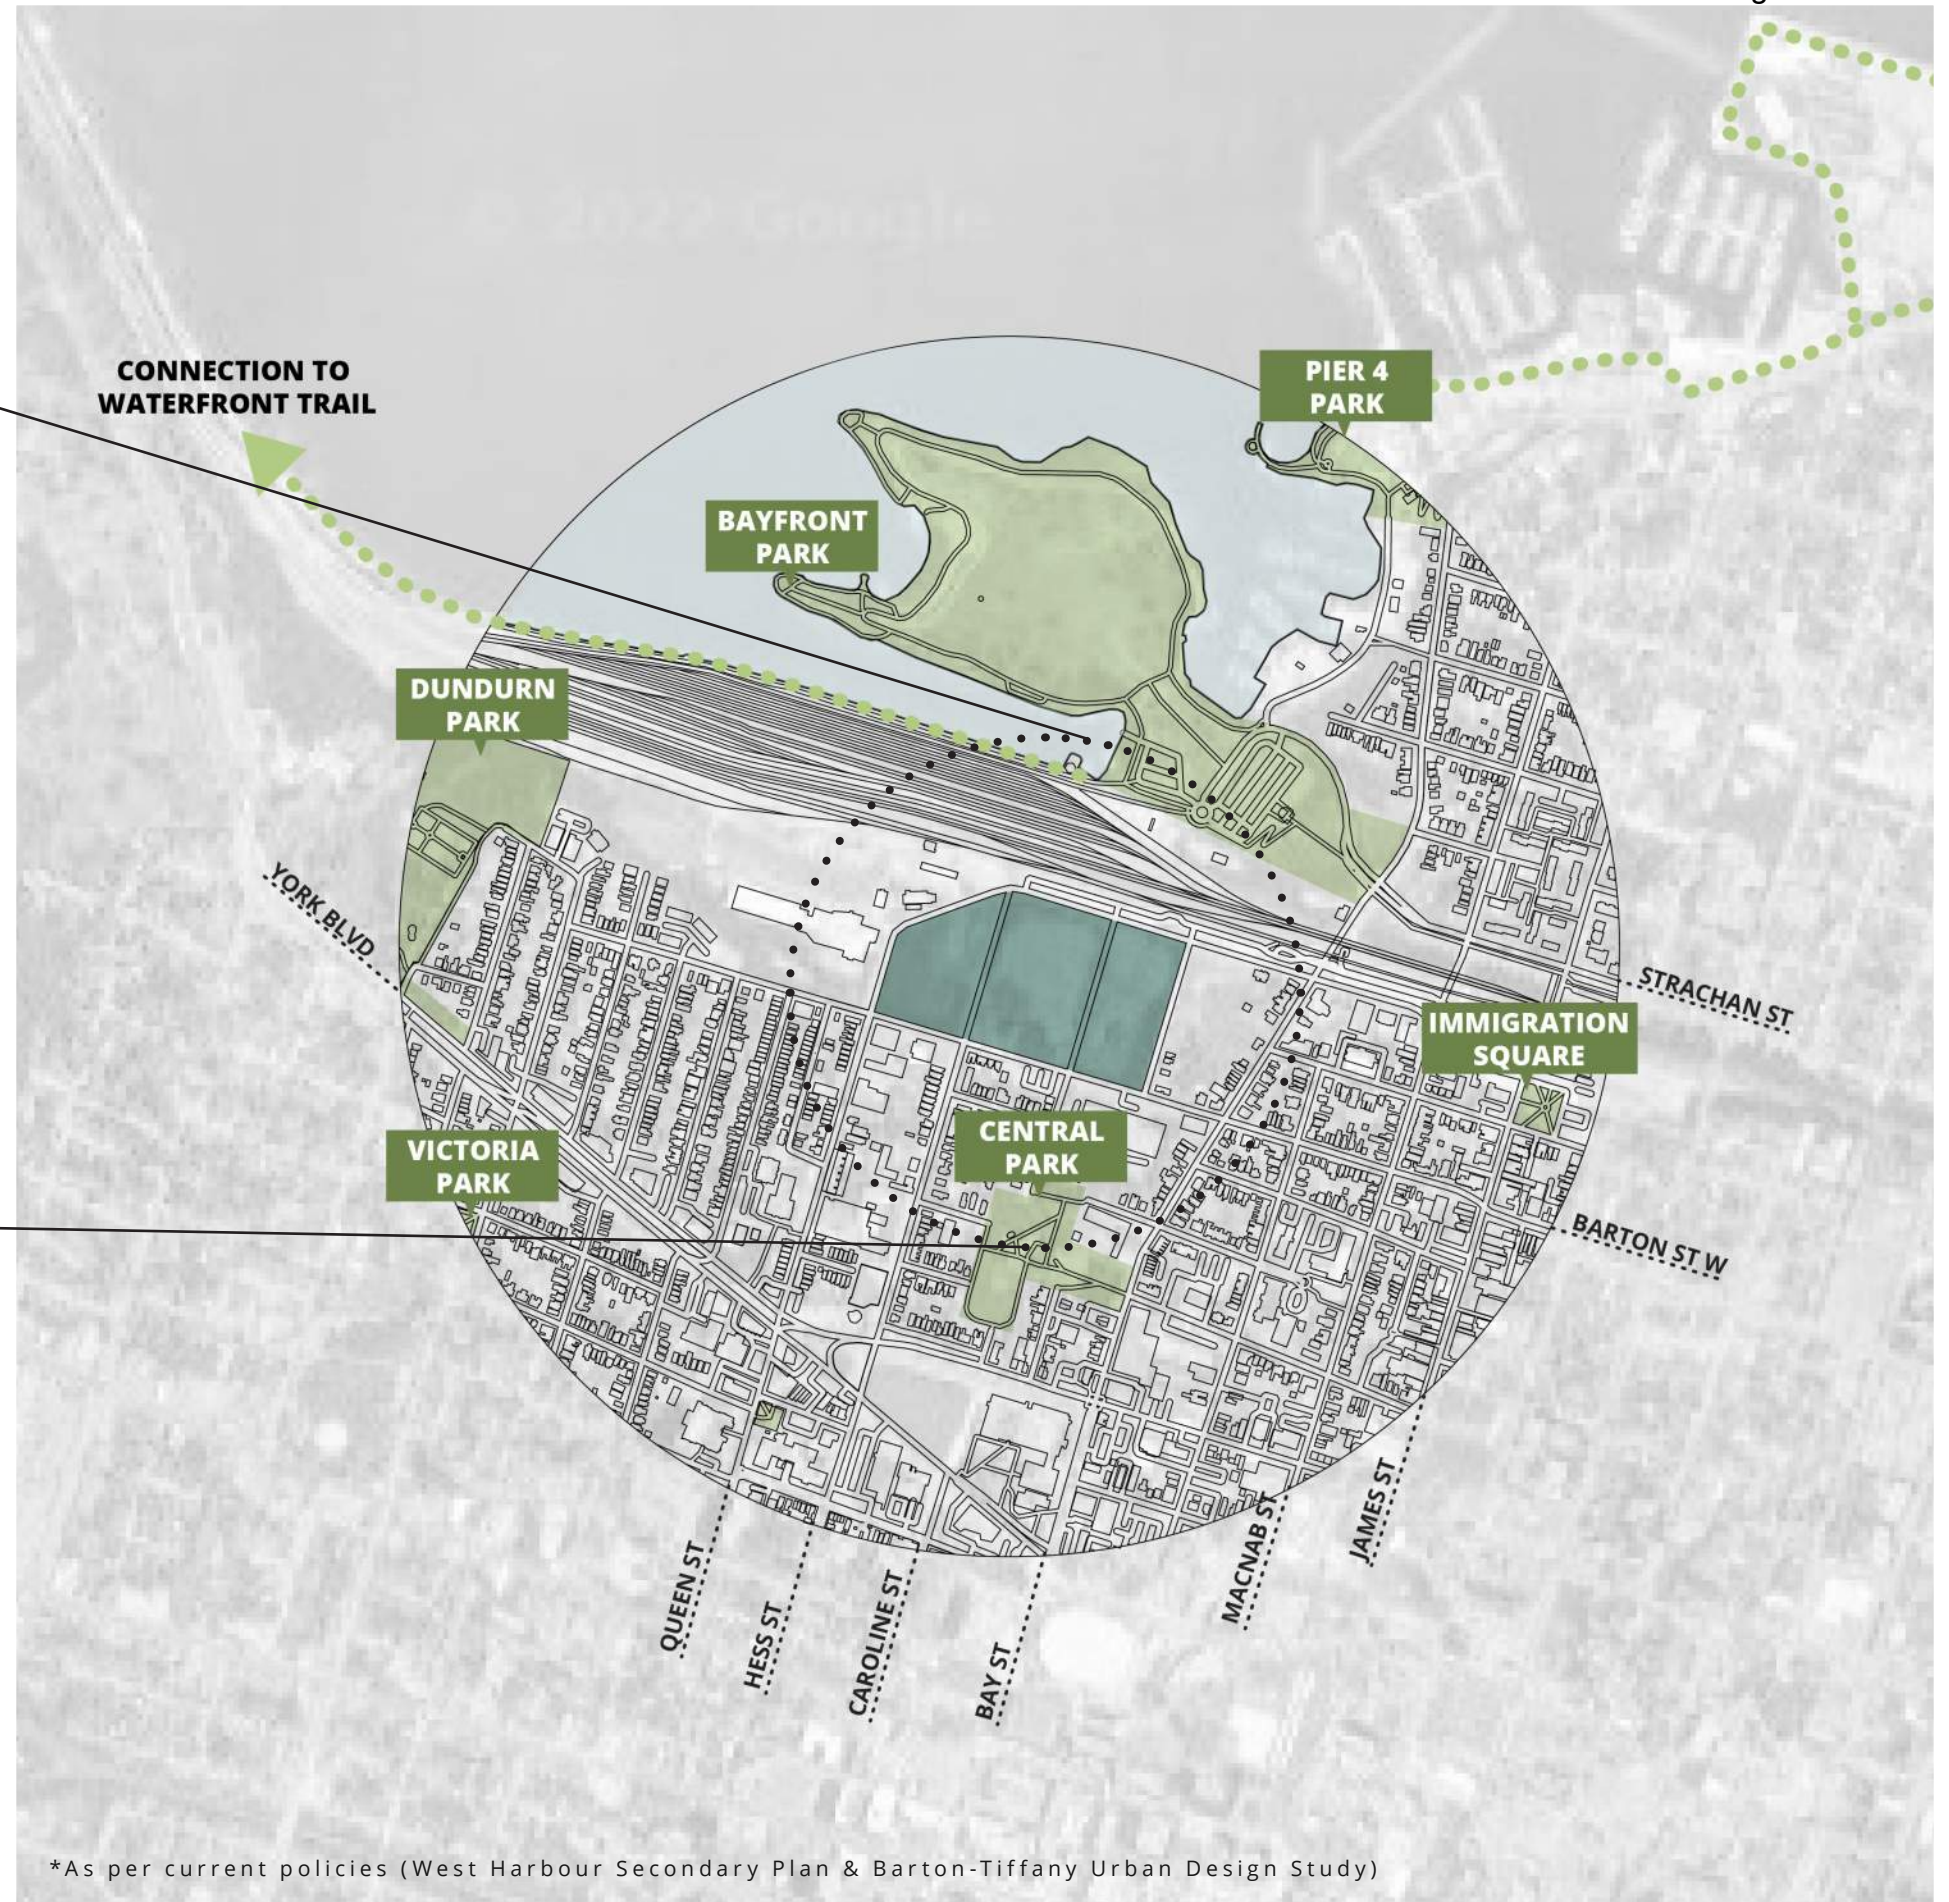 © 2022 Google
CONNECTION TO
WATERFRONT TRAIL
PIER 4
PARK
BAYFRONT
PARK
DUNDURN
PARK
YORK BLVD
STRACHAN ST
IMMIGRATION
SQUARE
CENTRAL
PARK
VICTORIA
PARK
BARTON ST W
QUEEN ST
HESS ST
CAROLINE ST
BAY ST
MACNAB ST
JAMES ST
*As per current policies (West Harbour Secondary Plan & Barton-Tiffany Urban Design Study)